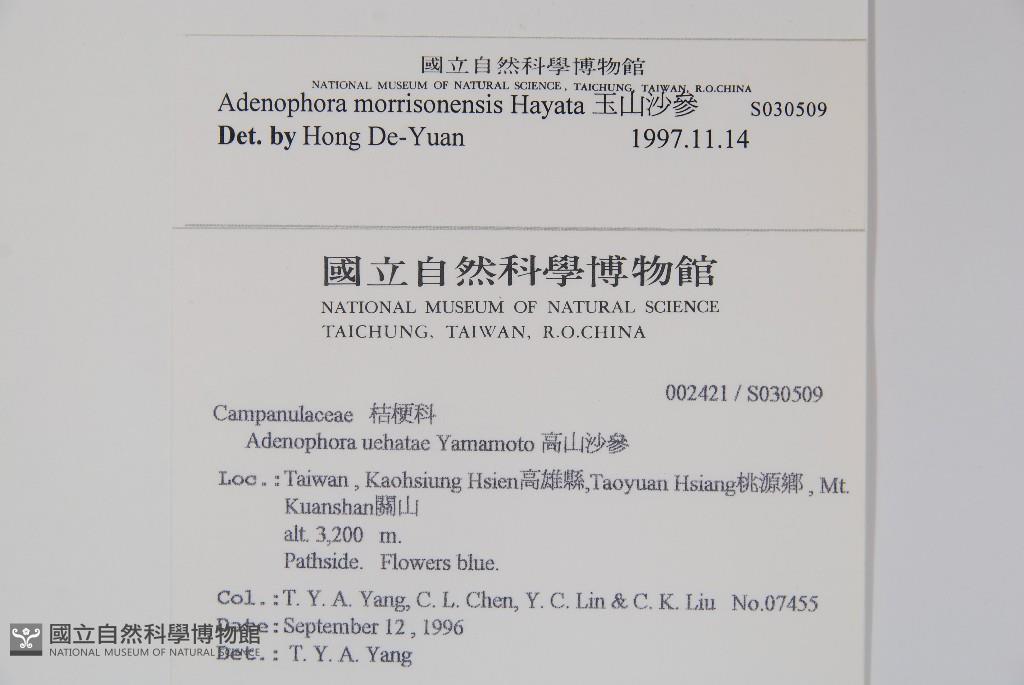 國立自然科學博物館
NATIONAL MUSEUM OF NATURAL SCIENCE, TAICHUNG, TAIWAN, R.O.CHINA
Adenophora morrisonensis Hayata 玉山沙參 S030509
Det. by Hong De-Yuan 1997.11.14
國立自然科學博物館
NATIONAL MUSEUM OF NATURAL SCIENCE
TAICHUNG, TAIWAN, R.O.CHINA
002421 / S030509
Campanulaceae 桔梗科
Adenophora uehatae Yamamoto 高山沙參
Loc.: Taiwan , Kaohsiung Hsien高雄縣,Taoyuan Hsiang桃源鄉 , Mt.
Kuanshan關山
alt. 3,200 m.
Pathside. Flowers blue.
Col.: T. Y. A. Yang, C. L. Chen, Y. C. Lin & C. K. Liu No.07455
Date: September 12 , 1996
Det.: T. Y. A. Yang
國立自然科學博物館
NATIONAL MUSEUM OF NATURAL SCIENCE